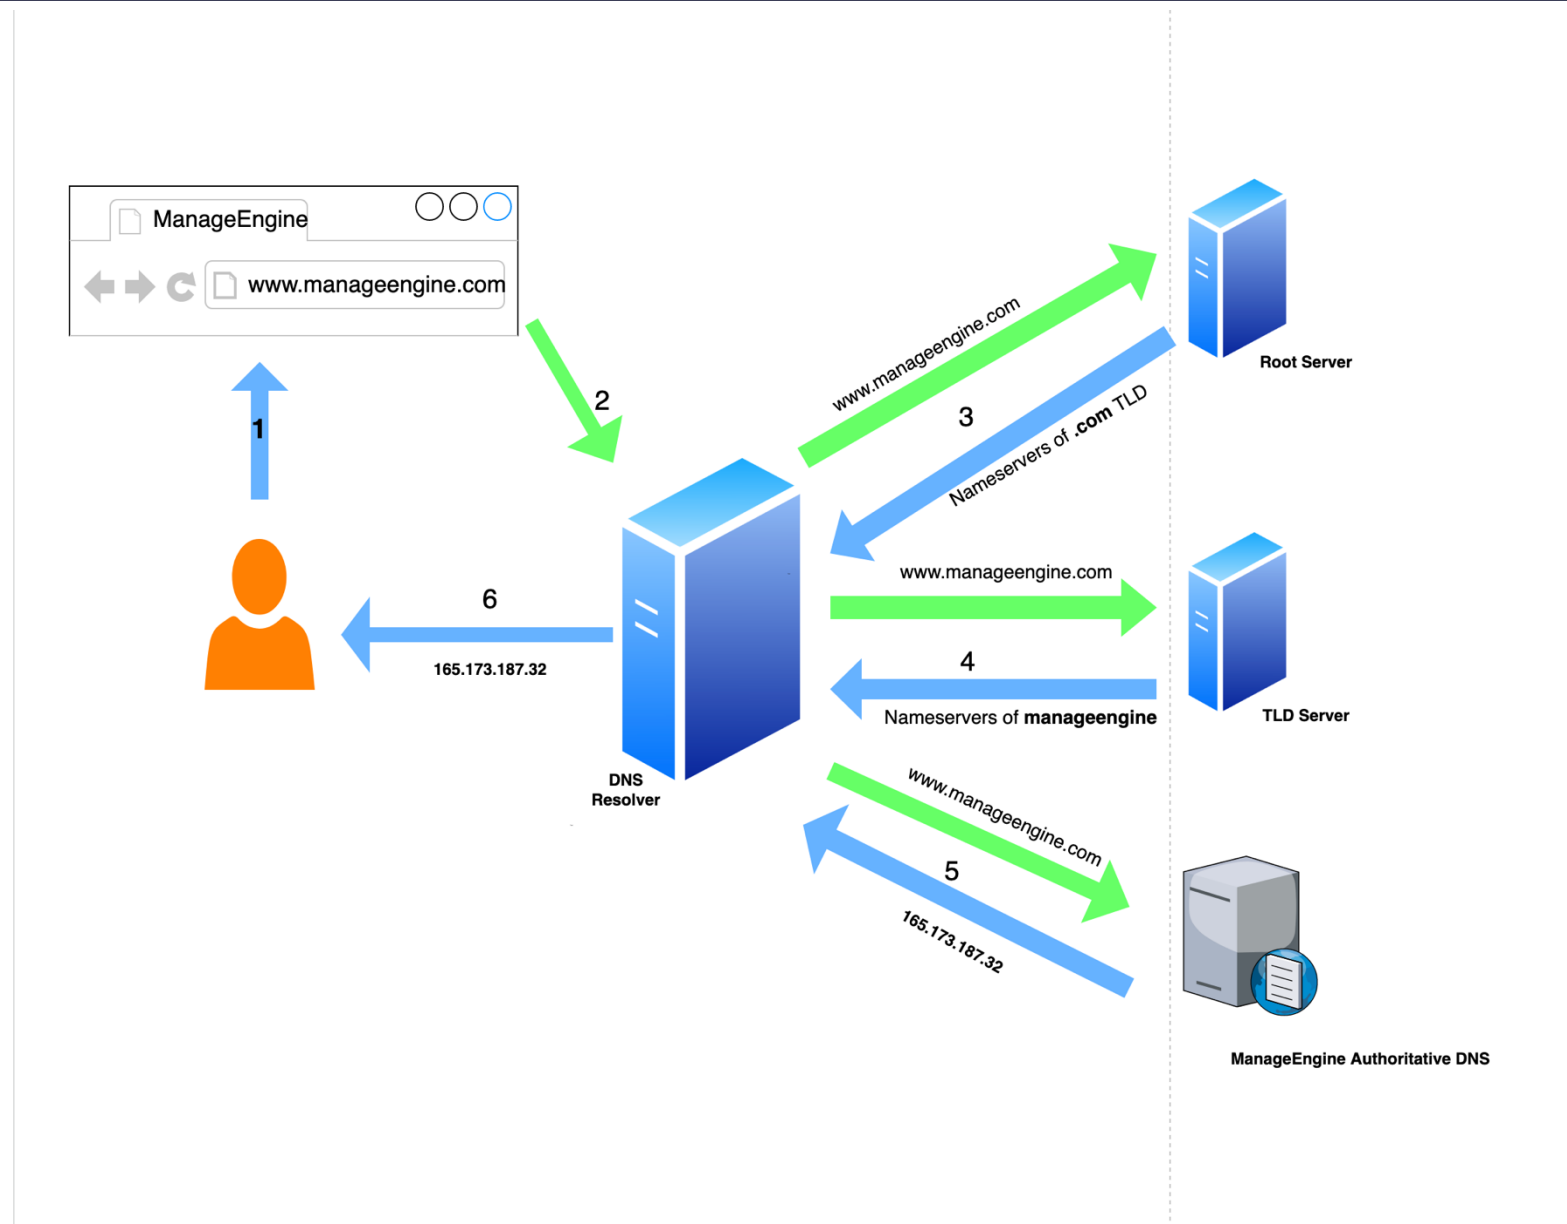 ManageEngine
www.manageengine.com
1
2
www.manageengine.com
3
Nameservers of .com TLD
Root Server
www.manageengine.com
4
Nameservers of manageengine
TLD Server
6
165.173.187.32
DNS
Resolver
www.manageengine.com
5
165.173.187.32
ManageEngine Authoritative DNS